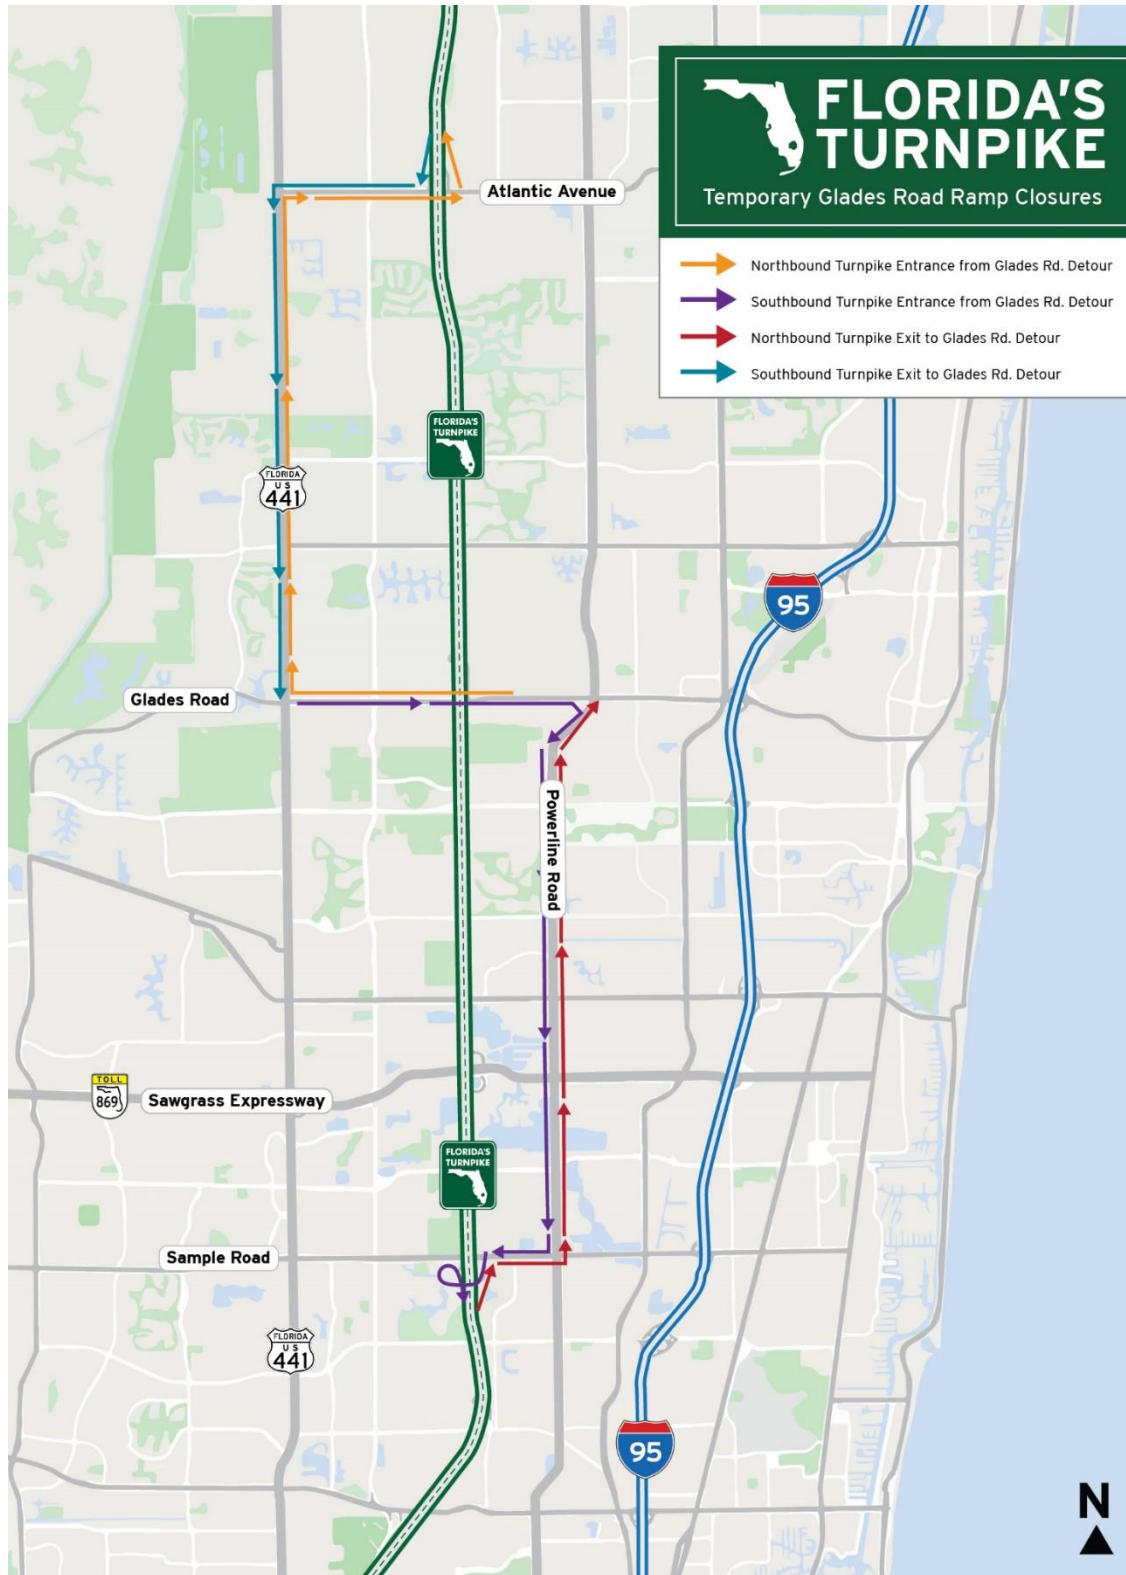 FLORIDA'S
TURNPIKE
Temporary Glades Road Ramp Closures
Northbound Turnpike Entrance from Glades Rd. Detour
Southbound Turnpike Entrance from Glades Rd. Detour
Northbound Turnpike Exit to Glades Rd. Detour
Southbound Turnpike Exit to Glades Rd. Detour
Atlantic Avenue
FLORIDA'S
TURNPIKE
FLORIDA
US
441
95
Glades Road
Powerline Road
TOLL
869
Sawgrass Expressway
FLORIDA'S
TURNPIKE
Sample Road
FLORIDA
US
441
95
N